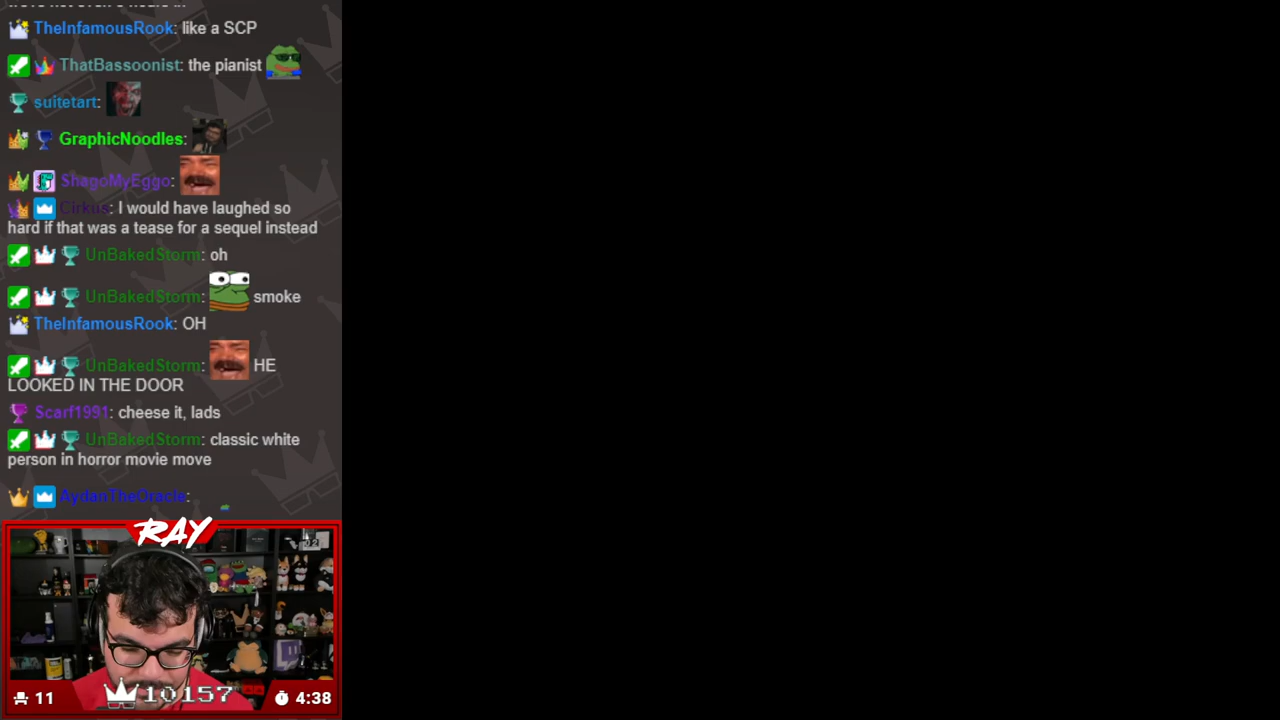 TheInfamousRook: like a SCP
ThatBassoonist: the pianist
suitetart:
GraphicNoodles:
ShagoMyEggo:
Cirkus: I would have laughed so
hard if that was a tease for a sequel instead
UnBakedStorm: oh
UnBakedStorm: smoke
TheInfamousRook: OH
UnBakedStorm: HE
LOOKED IN THE DOOR
Scarf1991: cheese it, lads
UnBakedStorm: classic white
person in horror movie move
AydanTheOracle:
RAY
11
10157
4:38